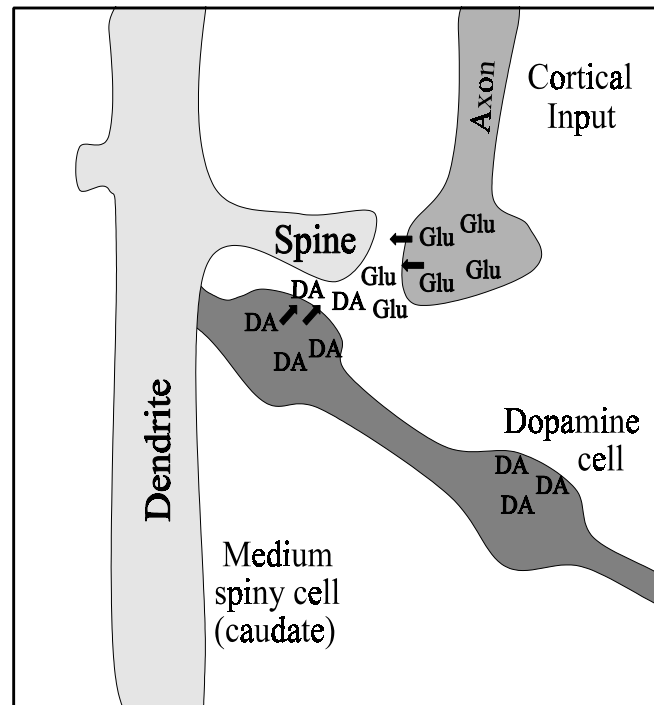 Axon
Cortical
Input
Glu
Glu
Glu
Glu
Spine
Glu
Glu
DA
DA
DA
DA
DA
Dendrite
Dopamine
cell
DA
DA
DA
Medium
spiny cell
(caudate)